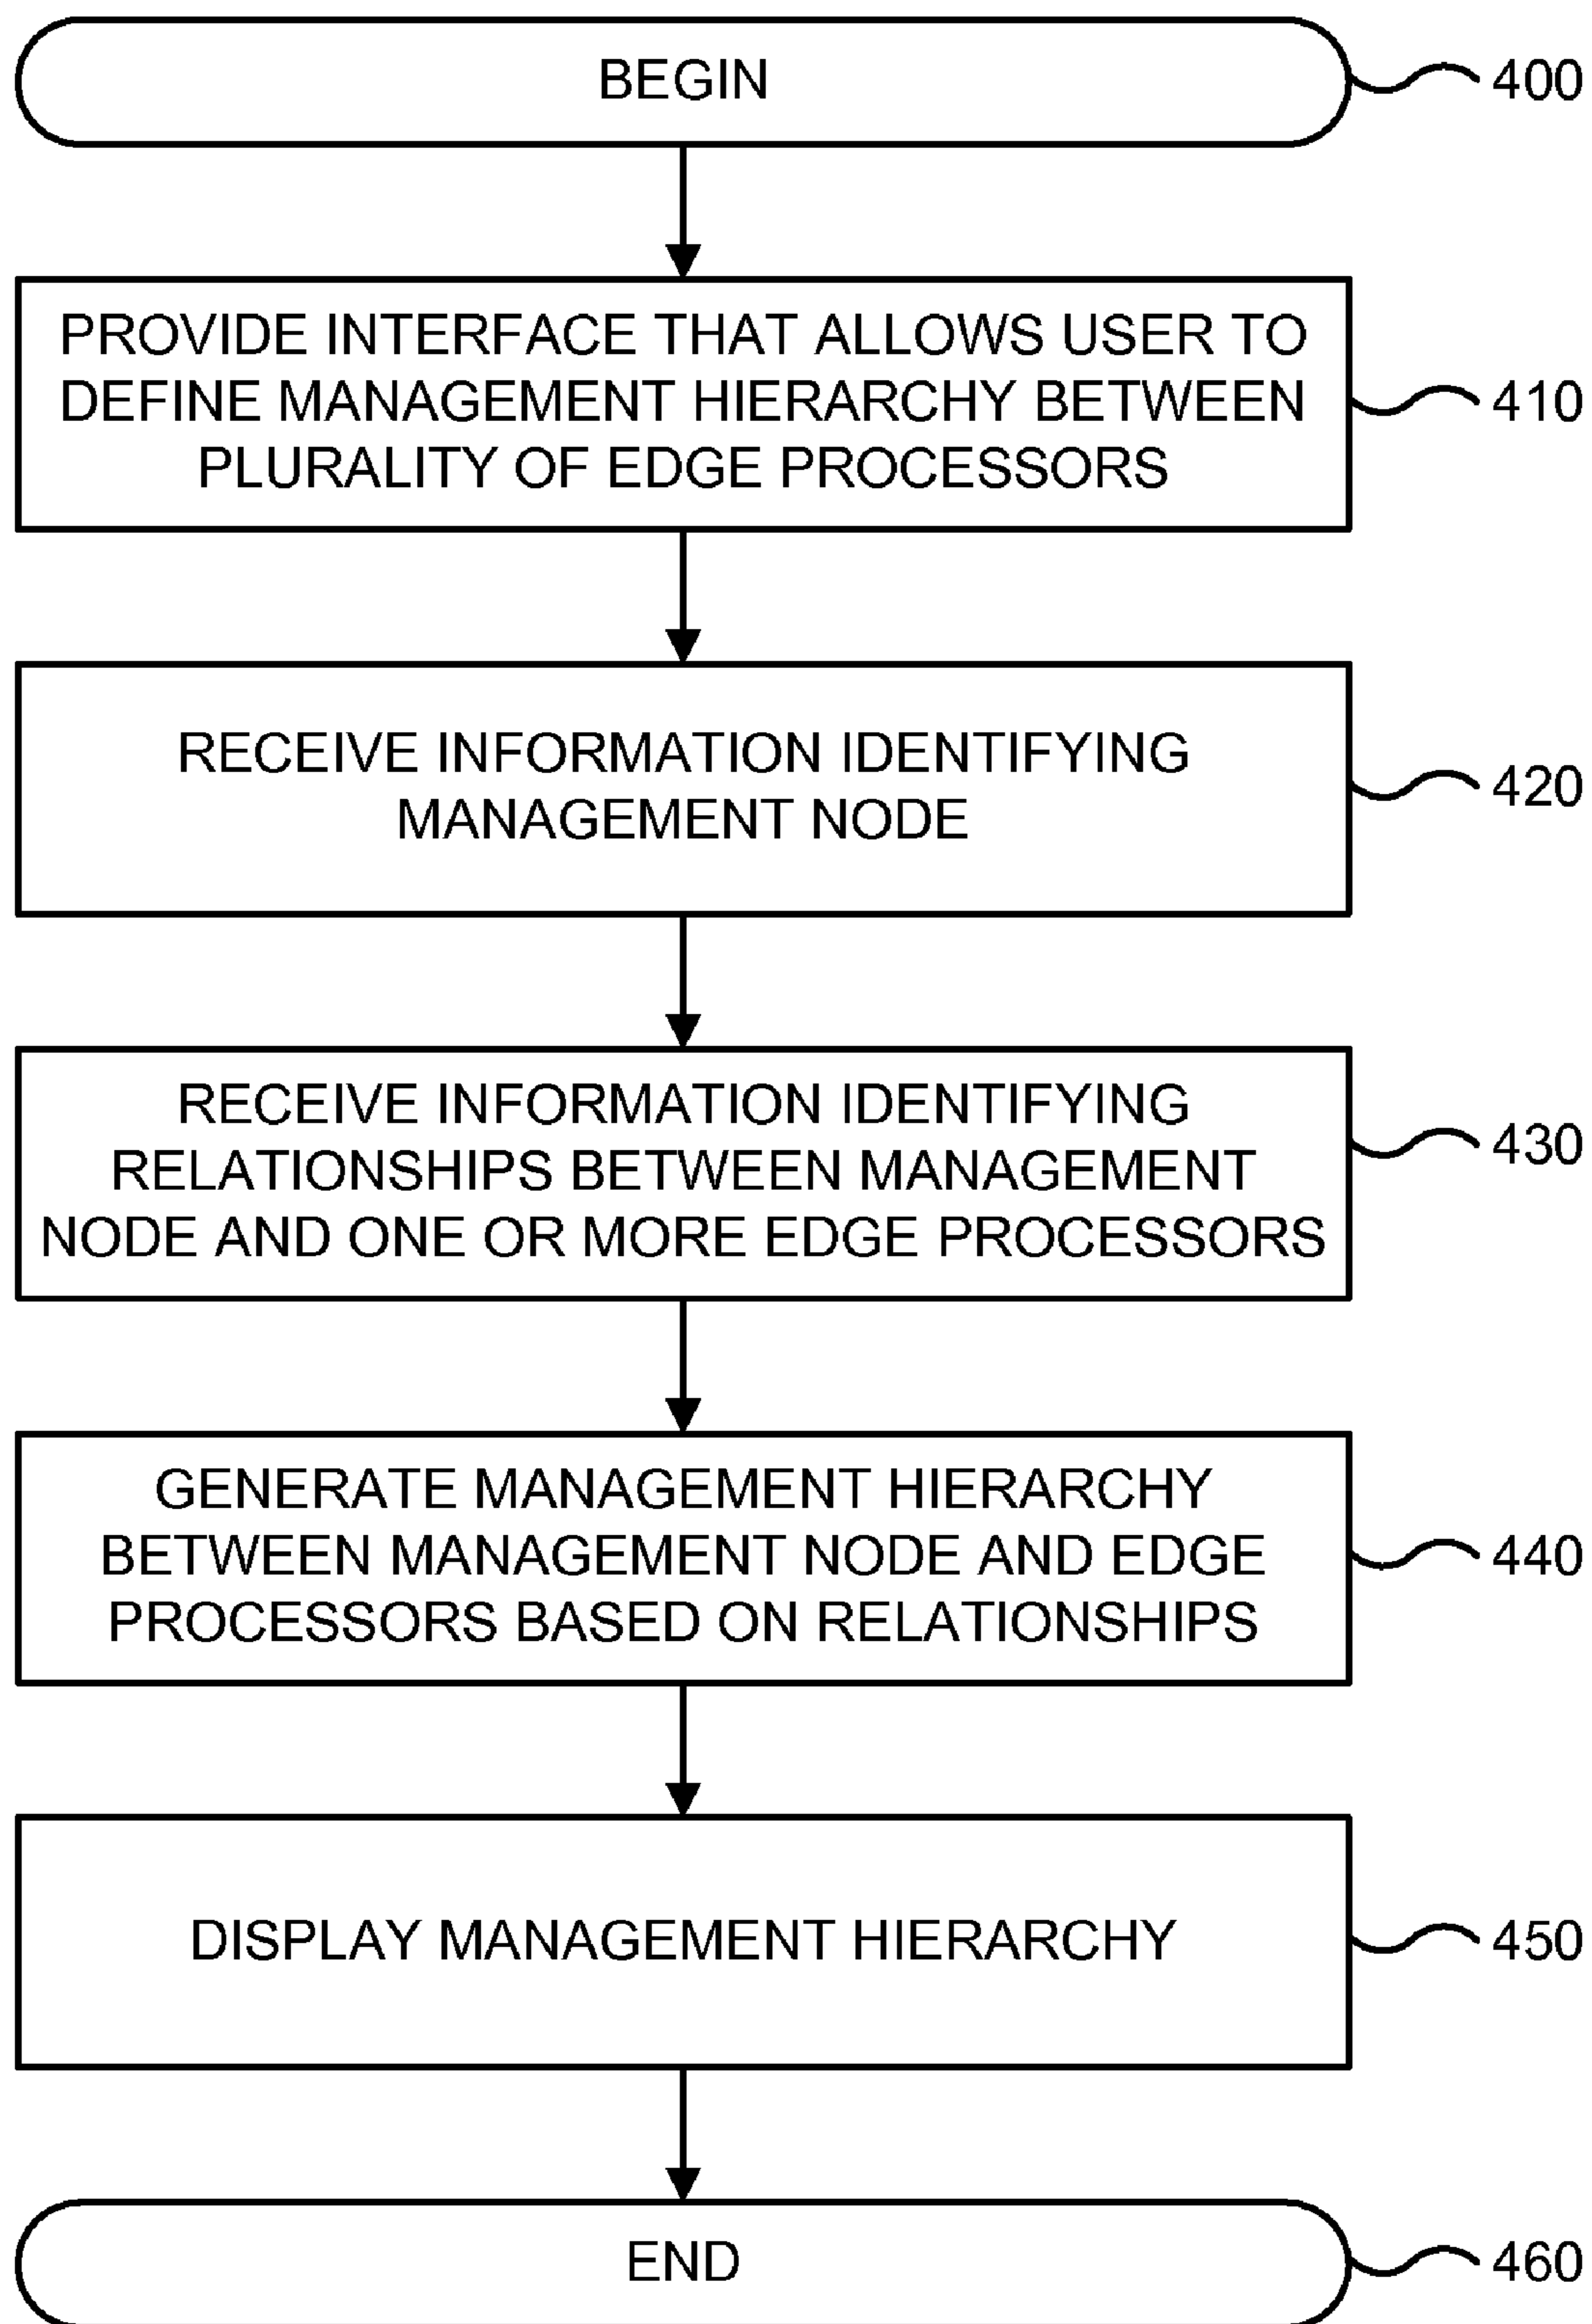 BEGIN
400
PROVIDE INTERFACE THAT ALLOWS USER TO
DEFINE MANAGEMENT HIERARCHY BETWEEN
PLURALITY OF EDGE PROCESSORS
410
RECEIVE INFORMATION IDENTIFYING
MANAGEMENT NODE
420
RECEIVE INFORMATION IDENTIFYING
RELATIONSHIPS BETWEEN MANAGEMENT
NODE AND ONE OR MORE EDGE PROCESSORS
430
GENERATE MANAGEMENT HIERARCHY
BETWEEN MANAGEMENT NODE AND EDGE
PROCESSORS BASED ON RELATIONSHIPS
440
DISPLAY MANAGEMENT HIERARCHY
450
END
460